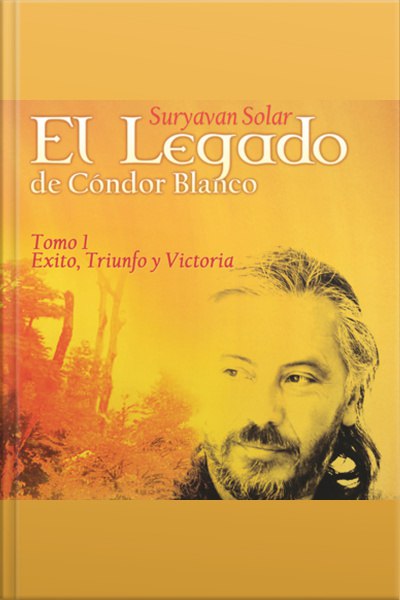 Suryavan Solar
El Legado
de Cóndor Blanco
Tomo 1
Exito, Triunfo y Victoria